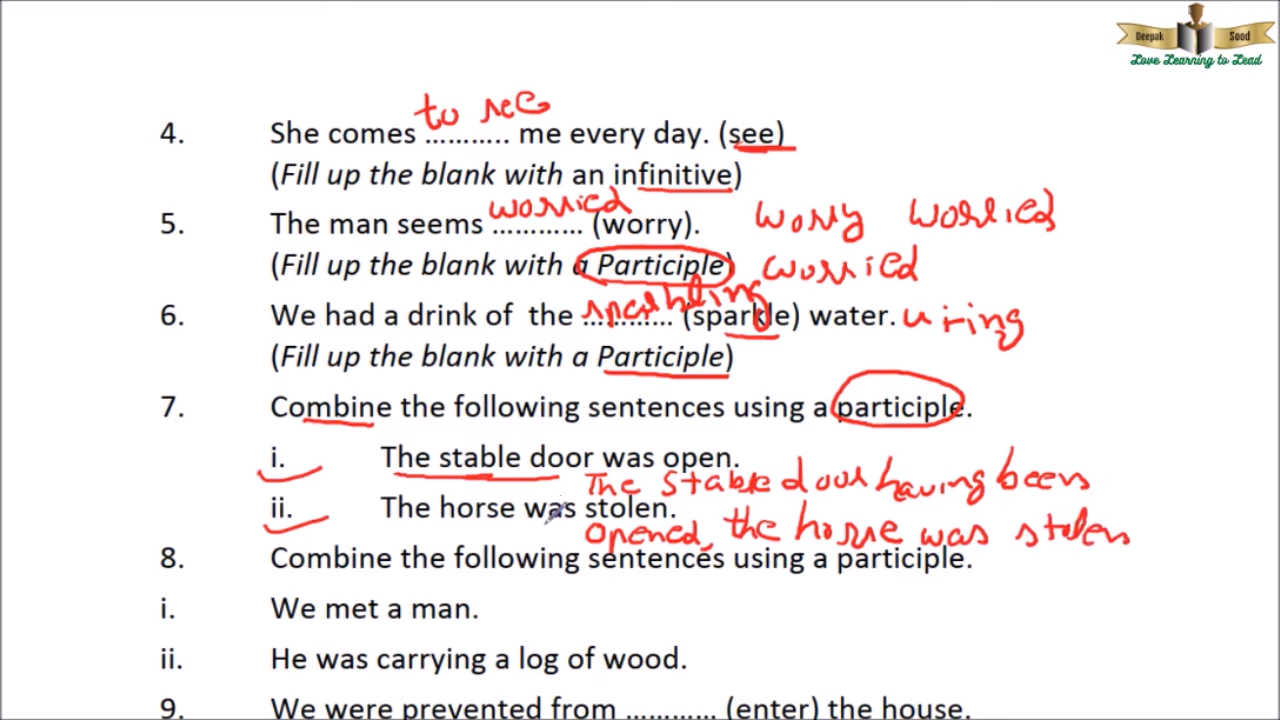 Deepak Sood
Love Learning to Lead
to see
4. She comes ……….. me every day. (see)
(Fill up the blank with an infinitive)
worried
5. The man seems ………… (worry). worry worried
(Fill up the blank with a Participle) worried
sparkling
6. We had a drink of the ………… (sparkle) water. u ring
(Fill up the blank with a Participle)
7. Combine the following sentences using a participle.
i. The stable door was open.
The stable door having been
ii. The horse was stolen.
opened, the horse was stolen
8. Combine the following sentences using a participle.
i. We met a man.
ii. He was carrying a log of wood.
9. We were prevented from ………… (enter) the house.